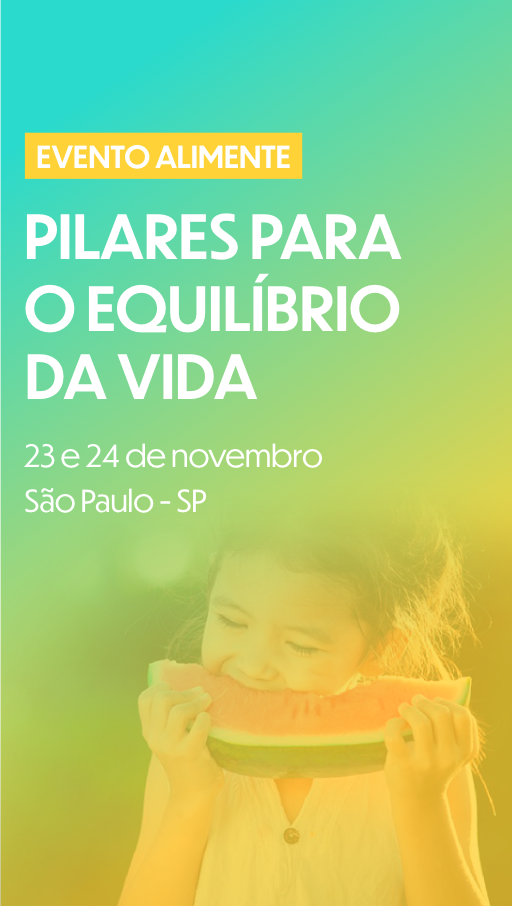 EVENTO ALIMENTE
PILARES PARA
O EQUILÍBRIO
DA VIDA
23 e 24 de novembro
São Paulo - SP